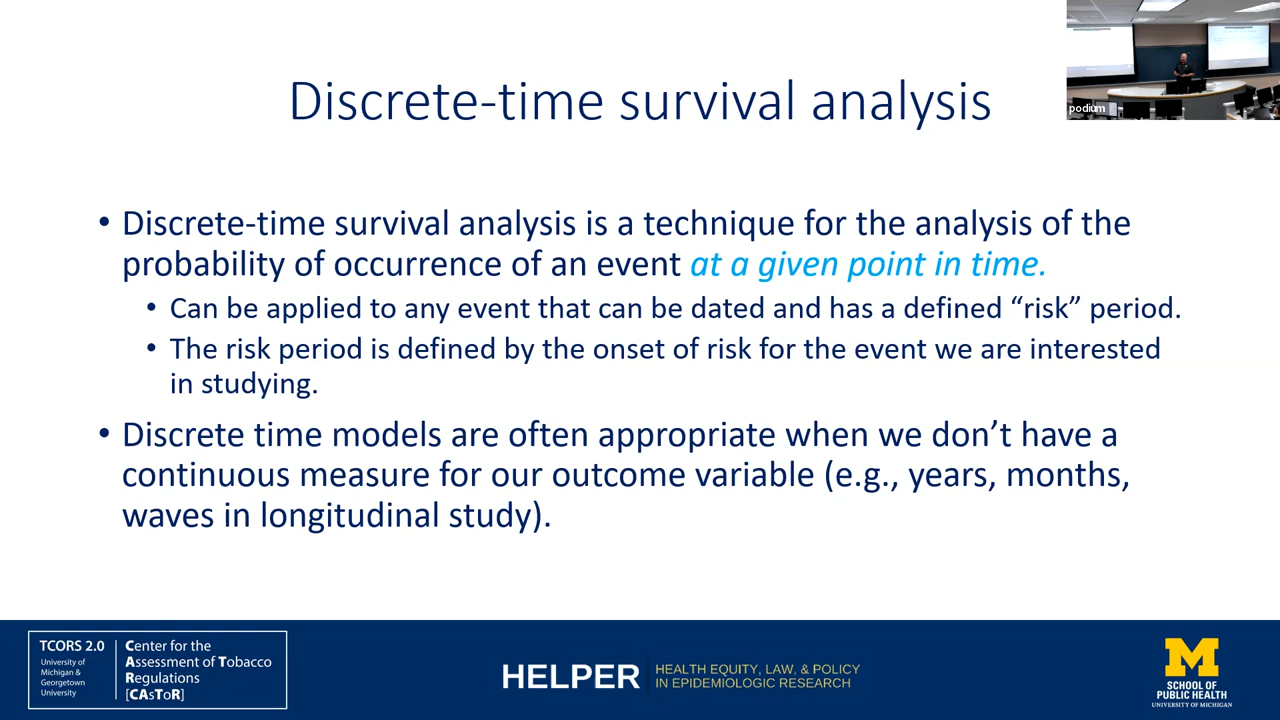 podium
Discrete-time survival analysis
• Discrete-time survival analysis is a technique for the analysis of the
probability of occurrence of an event at a given point in time.
• Can be applied to any event that can be dated and has a defined “risk” period.
• The risk period is defined by the onset of risk for the event we are interested
in studying.
• Discrete time models are often appropriate when we don’t have a
continuous measure for our outcome variable (e.g., years, months,
waves in longitudinal study).
TCORS 2.0
University of
Michigan &
Georgetown
University
Center for the
Assessment of Tobacco
Regulations
[CAsToR]
HELPER
HEALTH EQUITY, LAW, & POLICY
IN EPIDEMIOLOGIC RESEARCH
M
SCHOOL OF
PUBLIC HEALTH
UNIVERSITY OF MICHIGAN